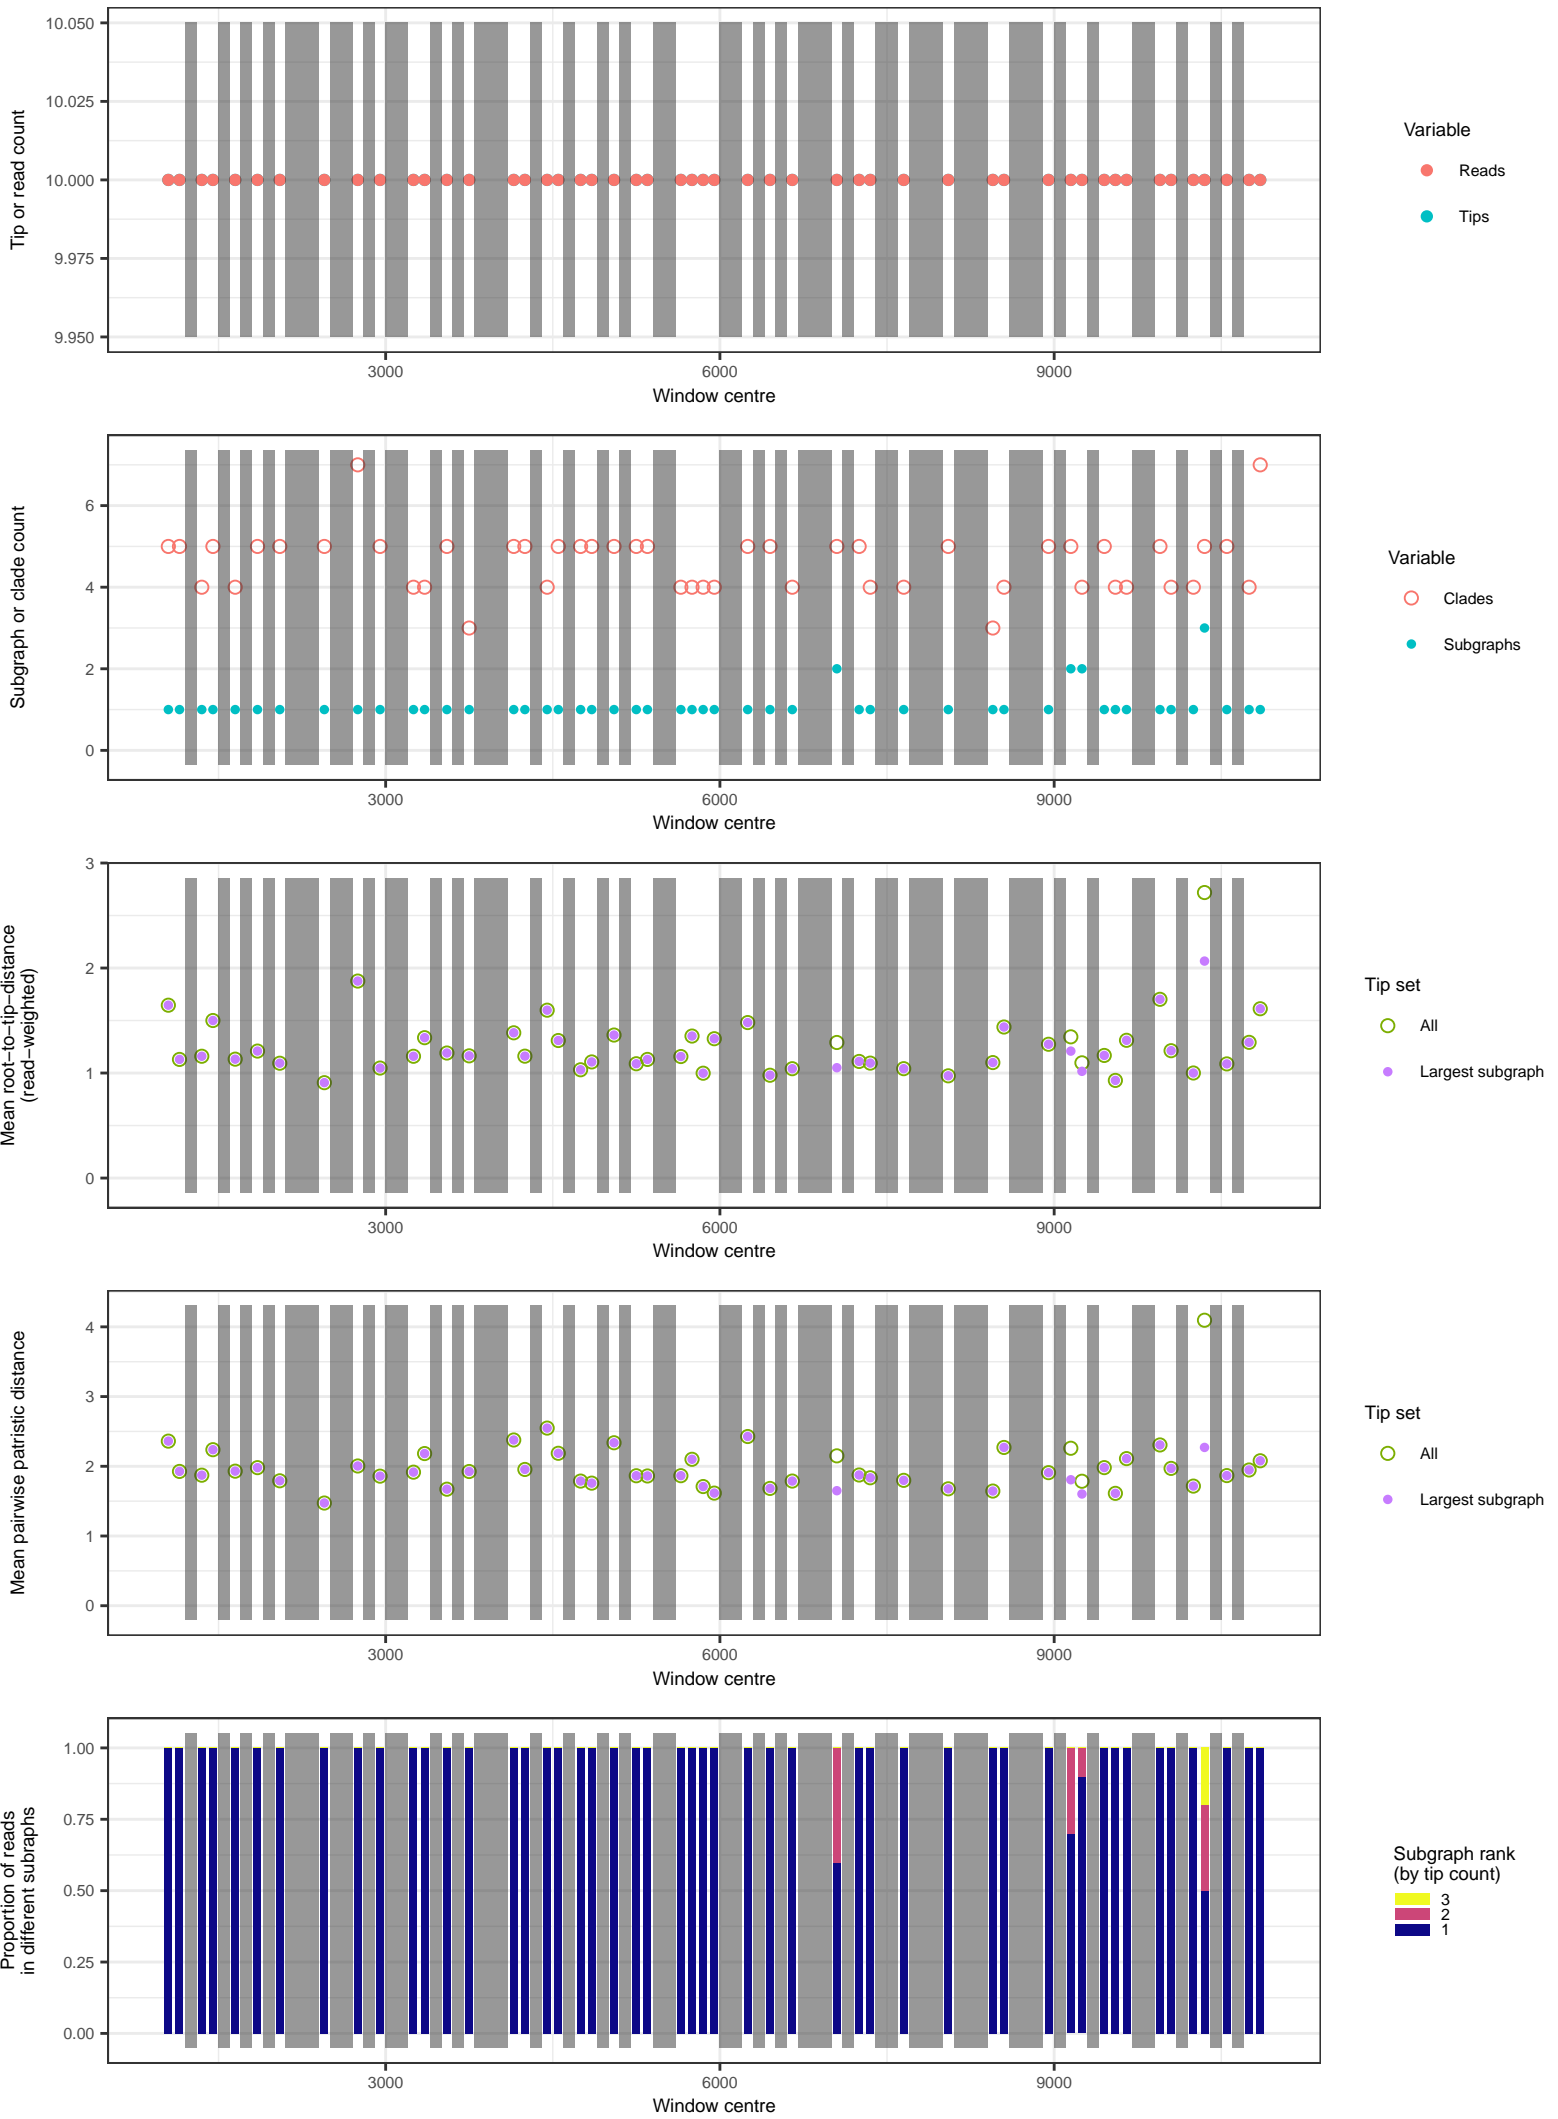 10.050
10.025
10.000
9.975
9.950
Tip or read count
3000
6000
9000
Window centre
Variable
Reads
Tips
6
4
2
0
Subgraph or clade count
3000
6000
9000
Window centre
Variable
Clades
Subgraphs
3
2
1
0
Mean root−to−tip−distance
(read−weighted)
3000
6000
9000
Window centre
Tip set
All
Largest subgraph
4
3
2
1
0
Mean pairwise patristic distance
3000
6000
9000
Window centre
Tip set
All
Largest subgraph
1.00
0.75
0.50
0.25
0.00
Proportion of reads
in different subraphs
3000
6000
9000
Window centre
Subgraph rank
(by tip count)
3
2
1